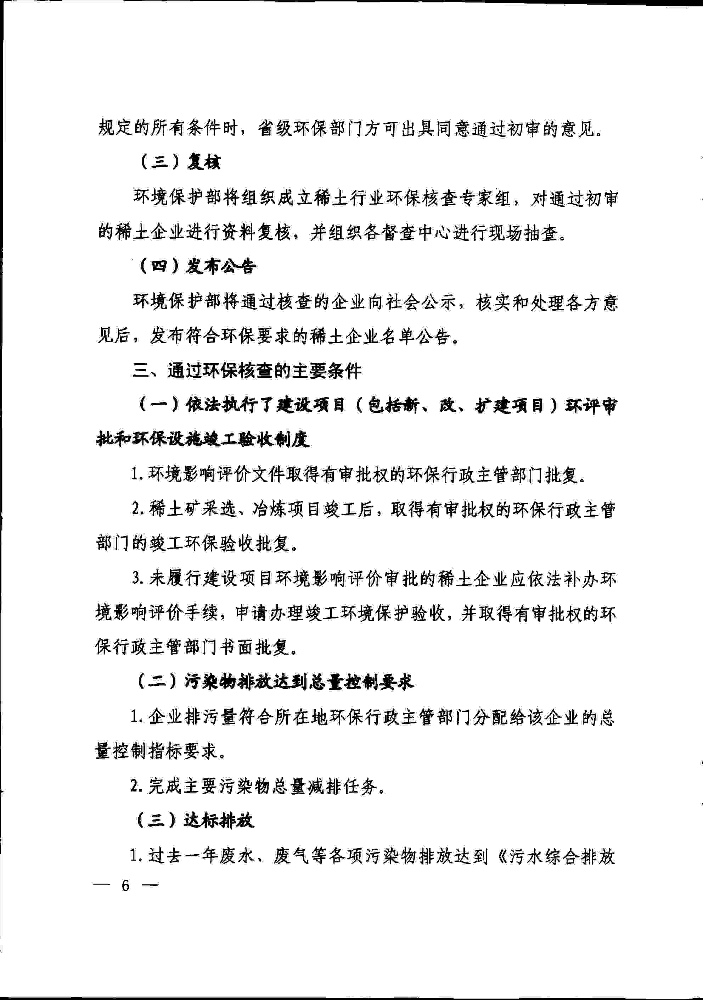 规定的所有条件时，省级环保部门方可出具同意通过初审的意见。
（三）复核
环境保护部将组织成立稀土行业环保核查专家组，对通过初审
的稀土企业进行资料复核，并组织各督查中心进行现场抽查。
（四）发布公告
环境保护部将通过核查的企业向社会公示，核实和处理各方意
见后，发布符合环保要求的稀土企业名单公告。
三、通过环保核查的主要条件
（一）依法执行了建设项目（包括新、改、扩建项目）环评审
批和环保设施竣工验收制度
1. 环境影响评价文件取得有审批权的环保行政主管部门批复。
2. 稀土矿采选、冶炼项目竣工后，取得有审批权的环保行政主管
部门的竣工环保验收批复。
3. 未履行建设项目环境影响评价审批的稀土企业应依法补办环
境影响评价手续，申请办理竣工环境保护验收，并取得有审批权的环
保行政主管部门书面批复。
（二）污染物排放达到总量控制要求
1. 企业排污量符合所在地环保行政主管部门分配给该企业的总
量控制指标要求。
2. 完成主要污染物总量减排任务。
（三）达标排放
1. 过去一年废水、废气等各项污染物排放达到《污水综合排放
— 6 —